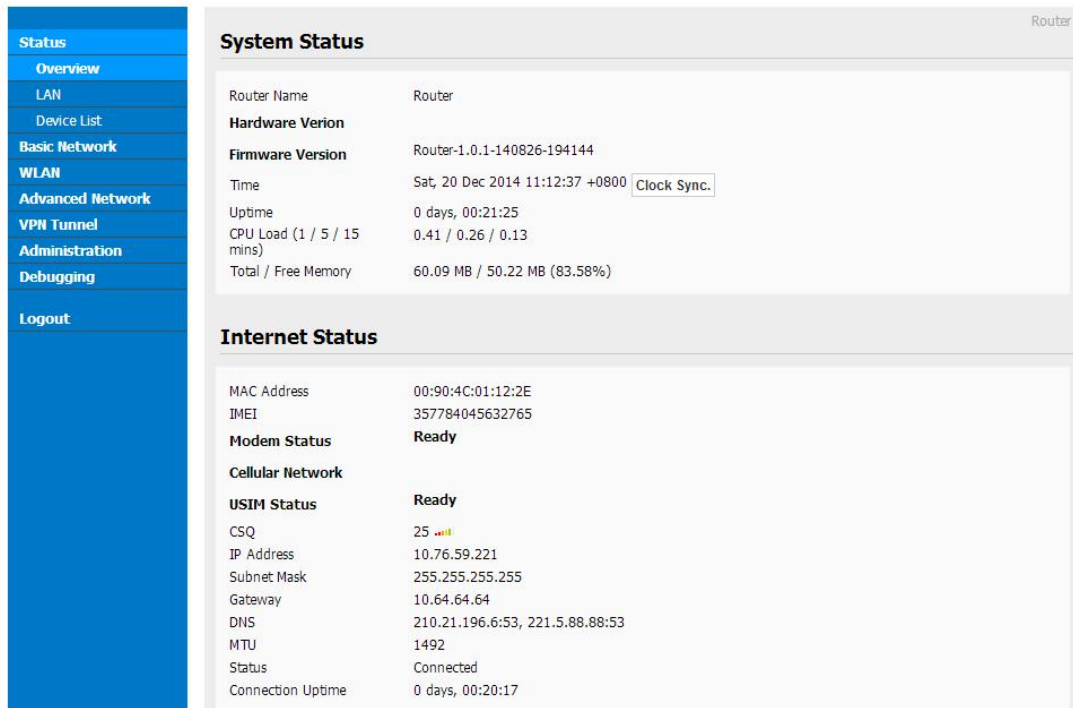 Router
Status
Overview
LAN
Device List
Basic Network
WLAN
Advanced Network
VPN Tunnel
Administration
Debugging
Logout
System Status
Router Name Router
Hardware Verion
Firmware Version Router-1.0.1-140826-194144
Time Sat, 20 Dec 2014 11:12:37 +0800 Clock Sync.
Uptime 0 days, 00:21:25
CPU Load (1 / 5 / 15 0.41 / 0.26 / 0.13
mins)
Total / Free Memory 60.09 MB / 50.22 MB (83.58%)
Internet Status
MAC Address 00:90:4C:01:12:2E
IMEI 357784045632765
Modem Status Ready
Cellular Network
USIM Status Ready
CSQ 25
IP Address 10.76.59.221
Subnet Mask 255.255.255.255
Gateway 10.64.64.64
DNS 210.21.196.6:53, 221.5.88.88:53
MTU 1492
Status Connected
Connection Uptime 0 days, 00:20:17